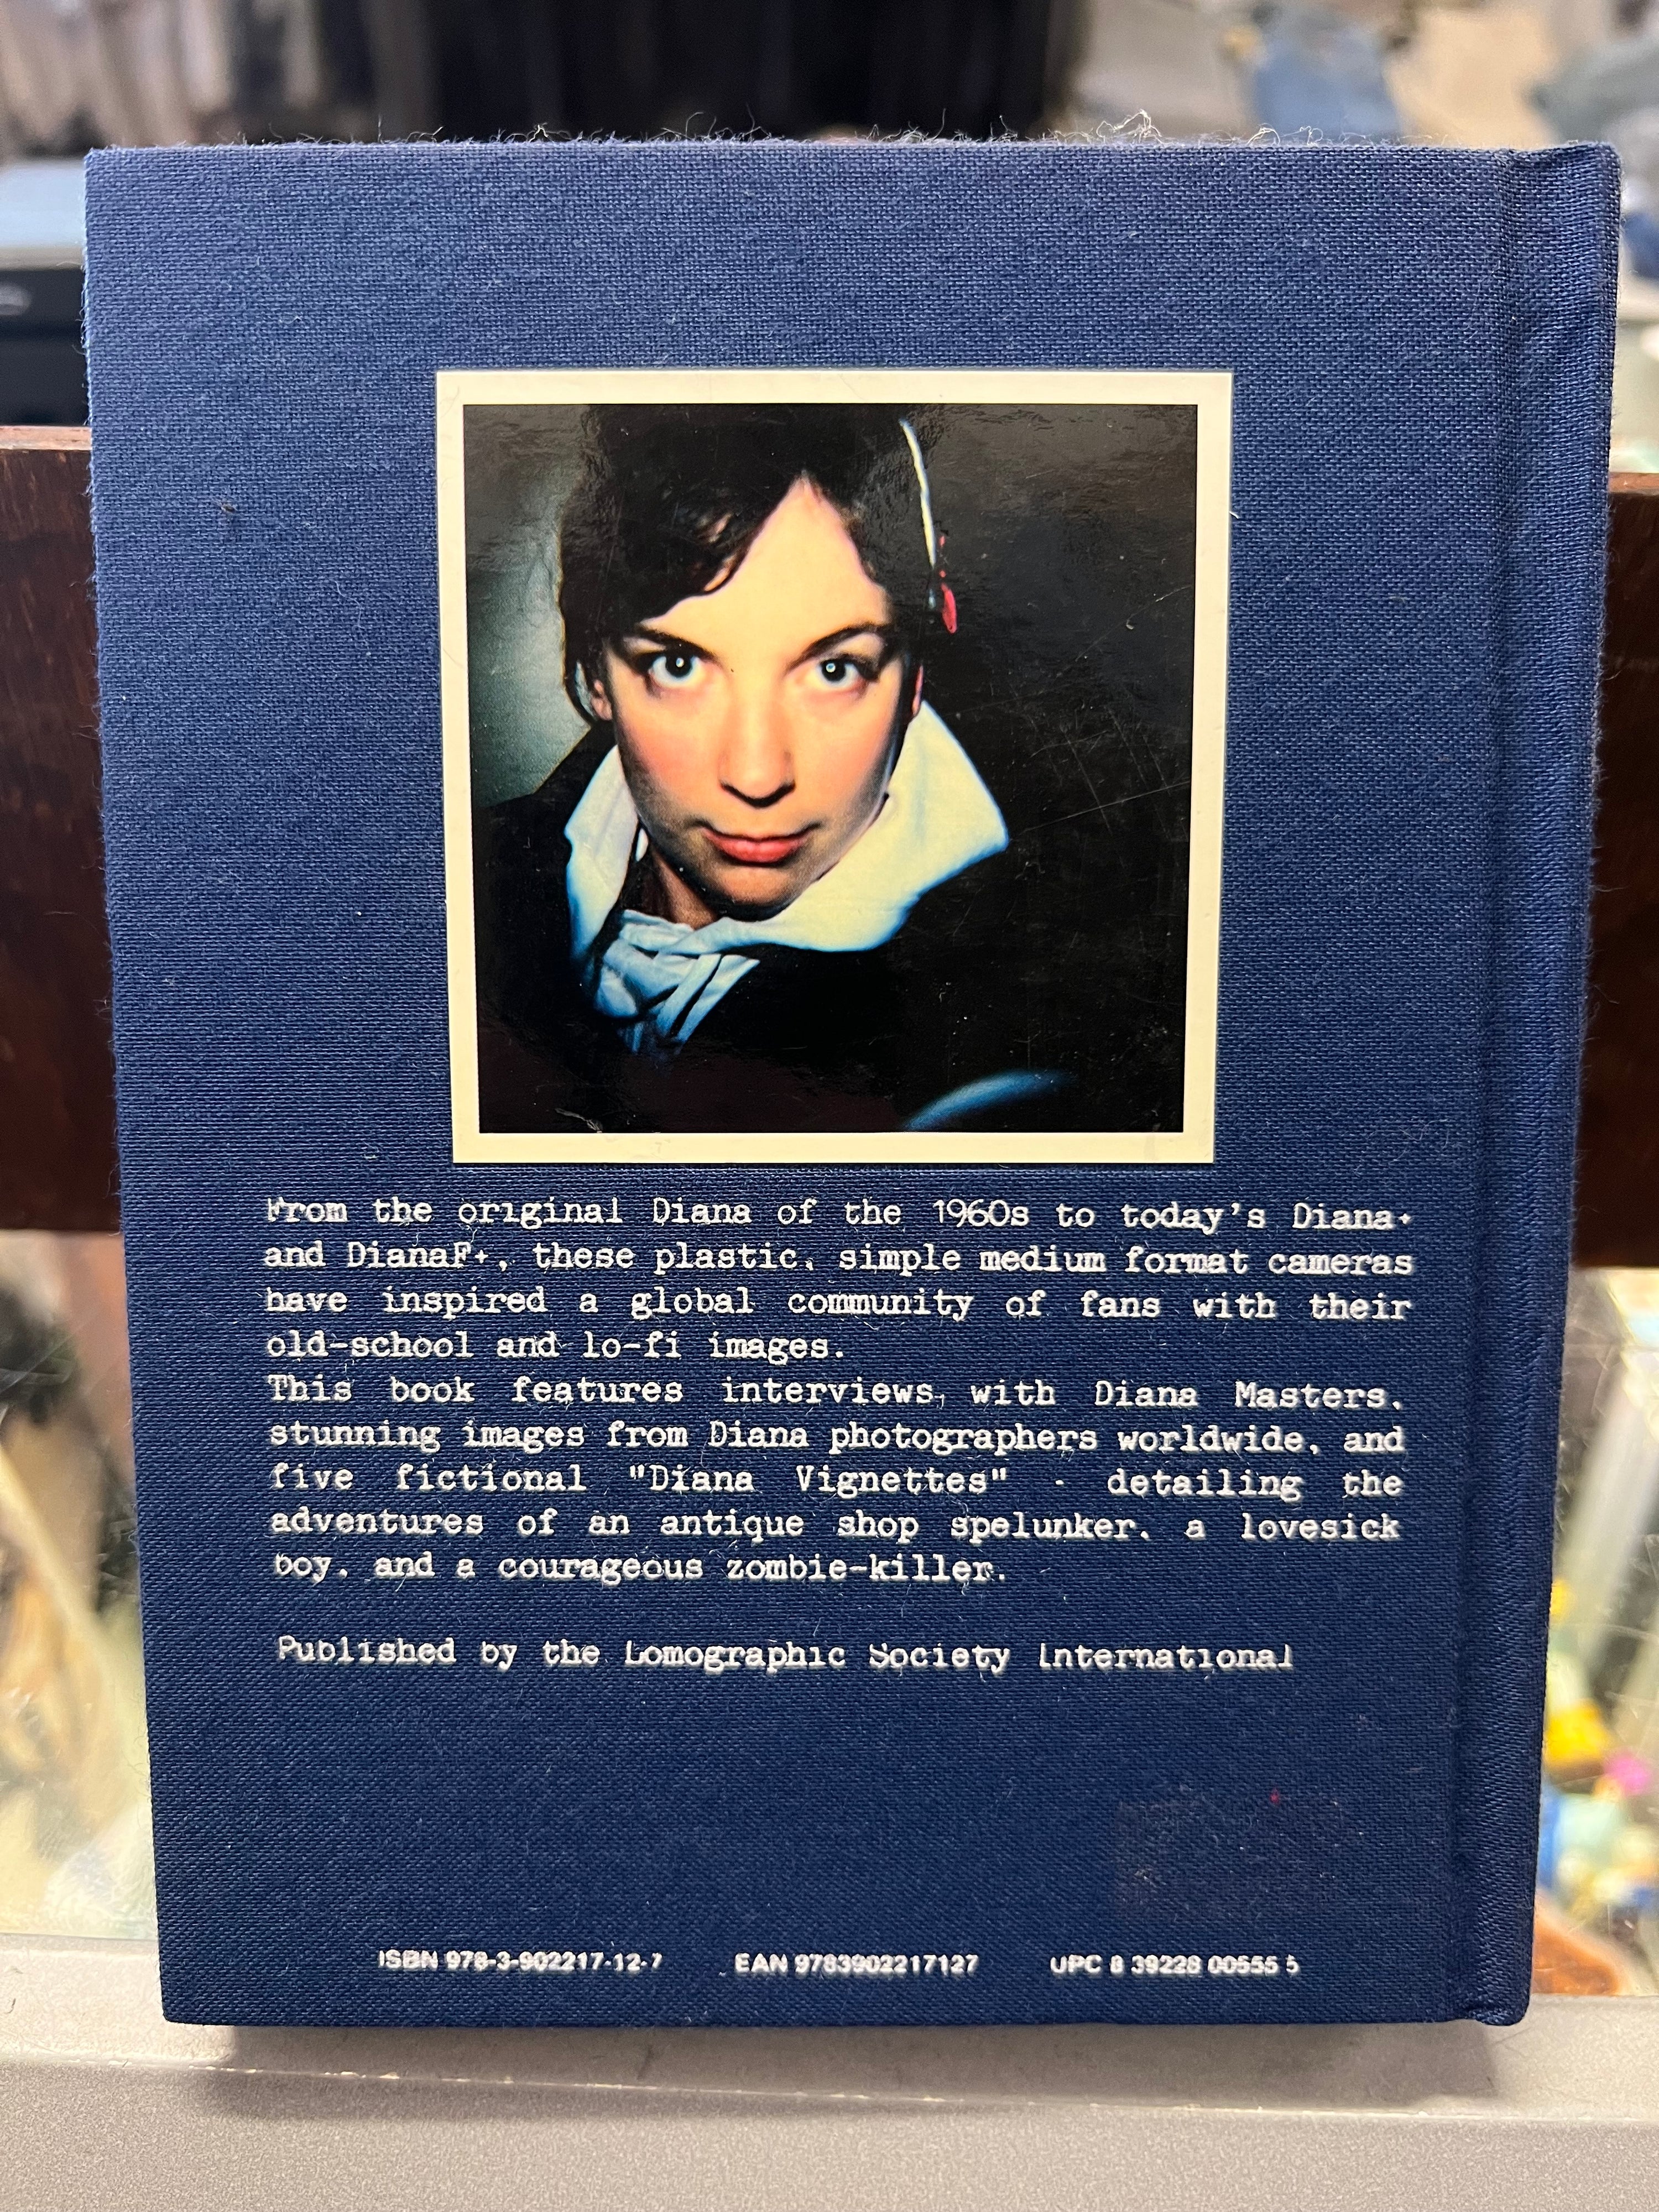 From the original Diana of the 1960s to today's Diana+
and DianaF+, these plastic, simple medium format cameras
have inspired a global community of fans with their
old-school and lo-fi images.
This book features interviews with Diana Masters,
stunning images from Diana photographers worldwide, and
five fictional "Diana Vignettes" - detailing the
adventures of an antique shop spelunker, a lovesick
boy, and a courageous zombie-killer.
Published by the Lomographic Society International
ISBN 978-3-902217-12-7 EAN 9783902217127 UPC 8 39228 00555 5